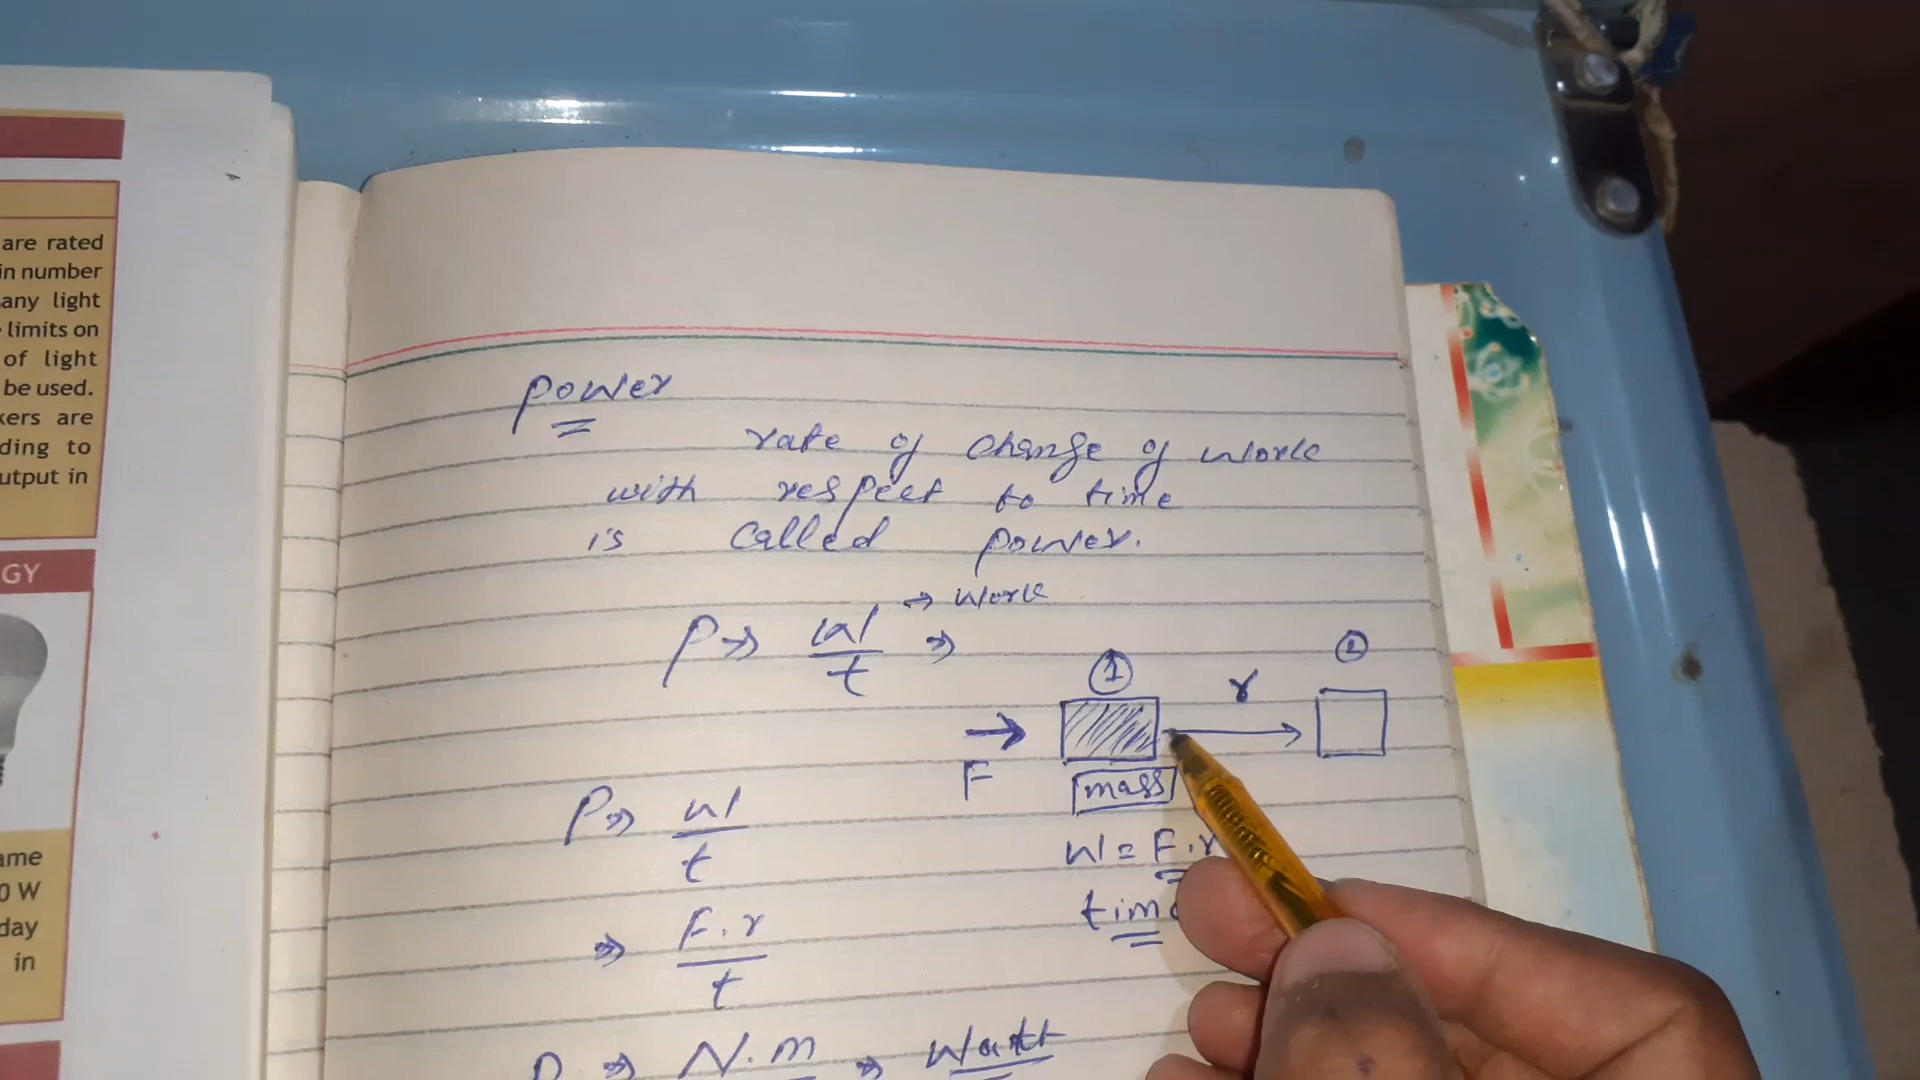 are rated
in number
any light
limits on
of light
be used.
kers are
ding to
utput in
GY
ame
0 W
day
in
power
rate of change of work
with respect to time
is called power.
P ⇒ W/t ⇒ → work
① r ②
F
mass
P ⇒ W/t
W = F.r
time
⇒ F.r/t
P ⇒ N.m ⇒ Watt